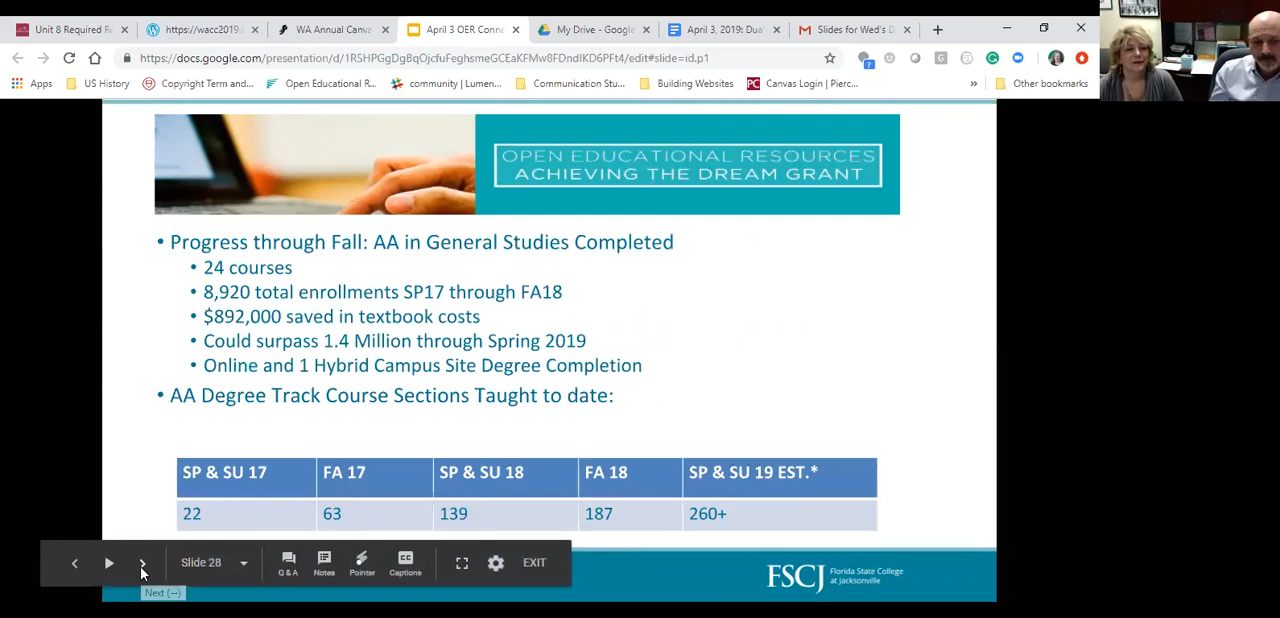 Unit 8 Required R
https://wacc2019.
WA Annual Canva
April 3 OER Conne
My Drive - Google
April 3, 2019: Dua
Slides for Wed's D
https://docs.google.com/presentation/d/1RSHPGgDgBqQycfuFeghsmeGCEaKFMw8FDndIKD6PFt4/edit#slide=id.p1
Apps
US History
Copyright Term and...
Open Educational R...
community | Lumen...
Communication Stu...
Building Websites
Canvas Login | Pierc...
»
Other bookmarks
OPEN EDUCATIONAL RESOURCES
ACHIEVING THE DREAM GRANT
• Progress through Fall: AA in General Studies Completed
• 24 courses
• 8,920 total enrollments SP17 through FA18
• $892,000 saved in textbook costs
• Could surpass 1.4 Million through Spring 2019
• Online and 1 Hybrid Campus Site Degree Completion
• AA Degree Track Course Sections Taught to date:
SP & SU 17 FA 17 SP & SU 18 FA 18 SP & SU 19 EST.*
22 63 139 187 260+
Slide 28
Q & A
Notes
Pointer
Captions
EXIT
Next (→)
FSCJ
Florida State College
at Jacksonville